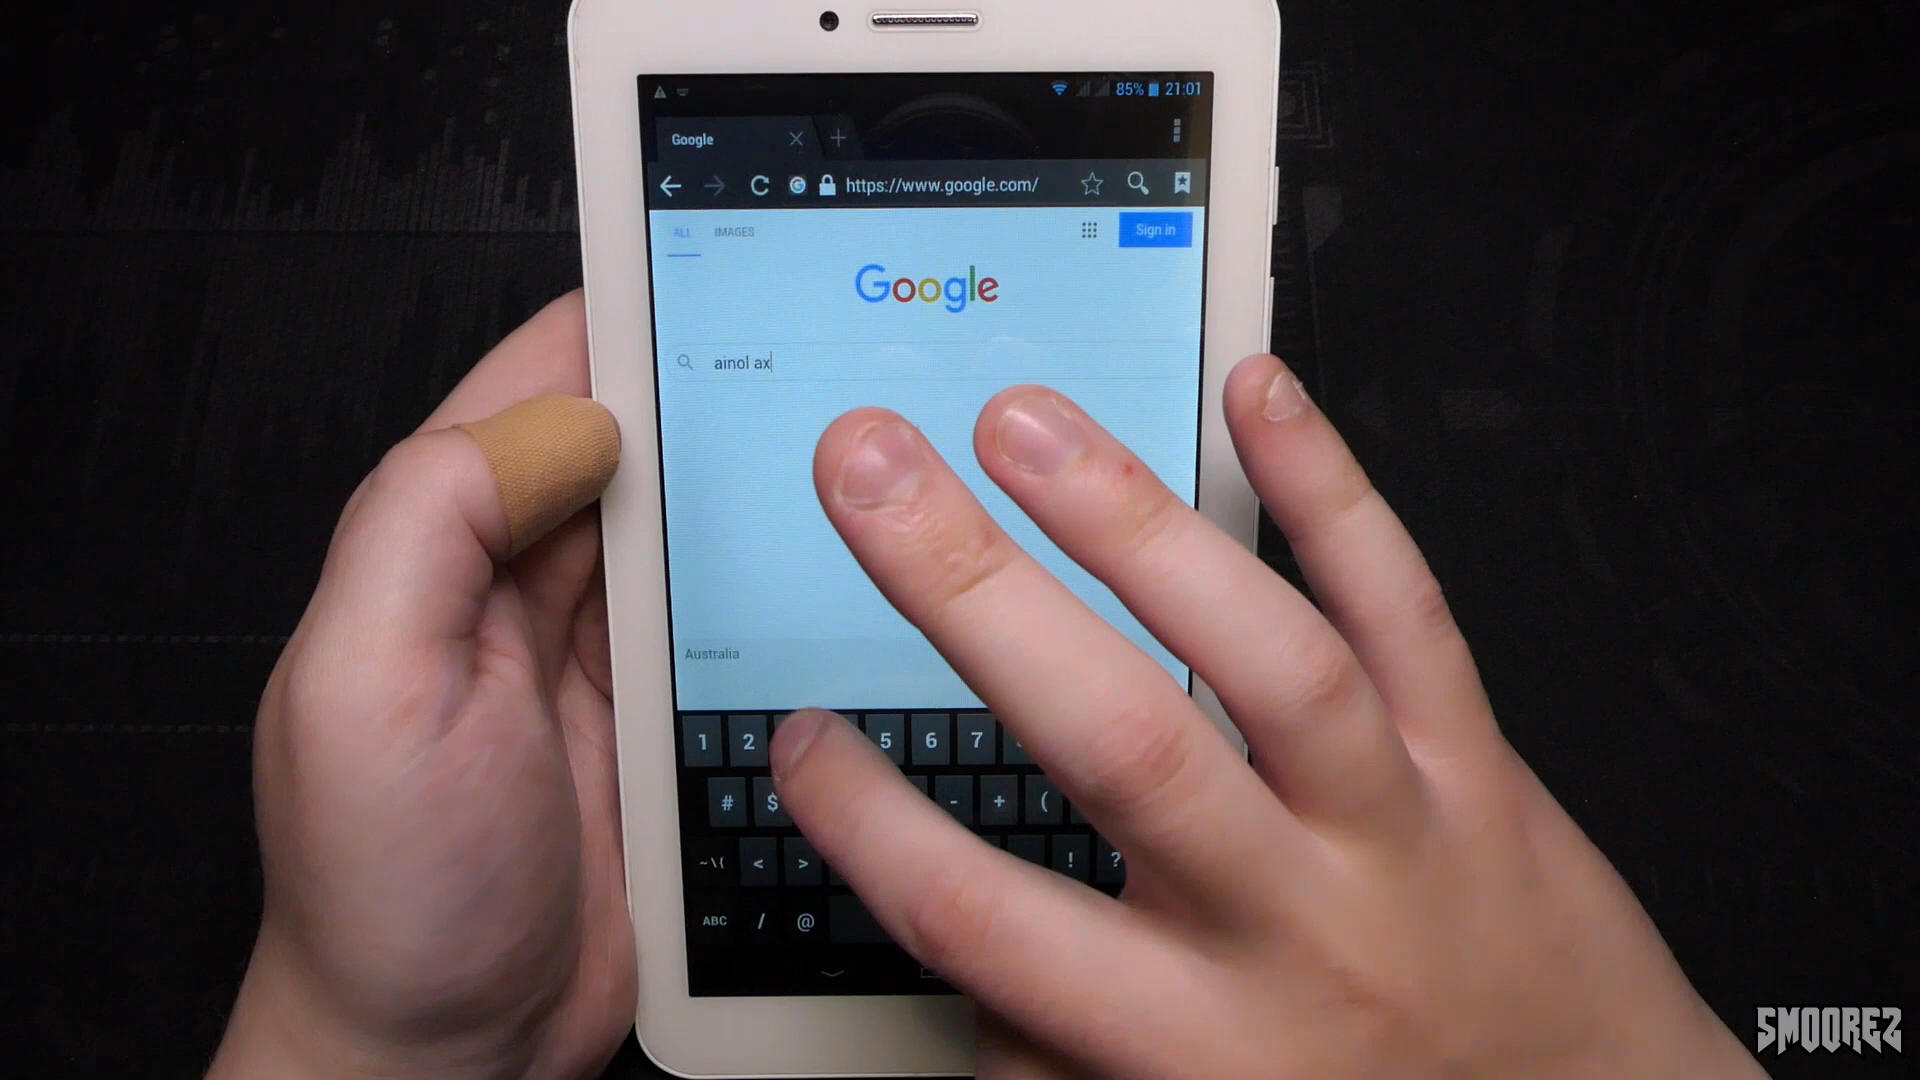 85% 21:01
Google
https://www.google.com/
ALL IMAGES Sign in
Google
ainol ax
Australia
1 2 5 6 7
# $ - + (
~\{ < > ! ?
ABC / @
SMOOREZ